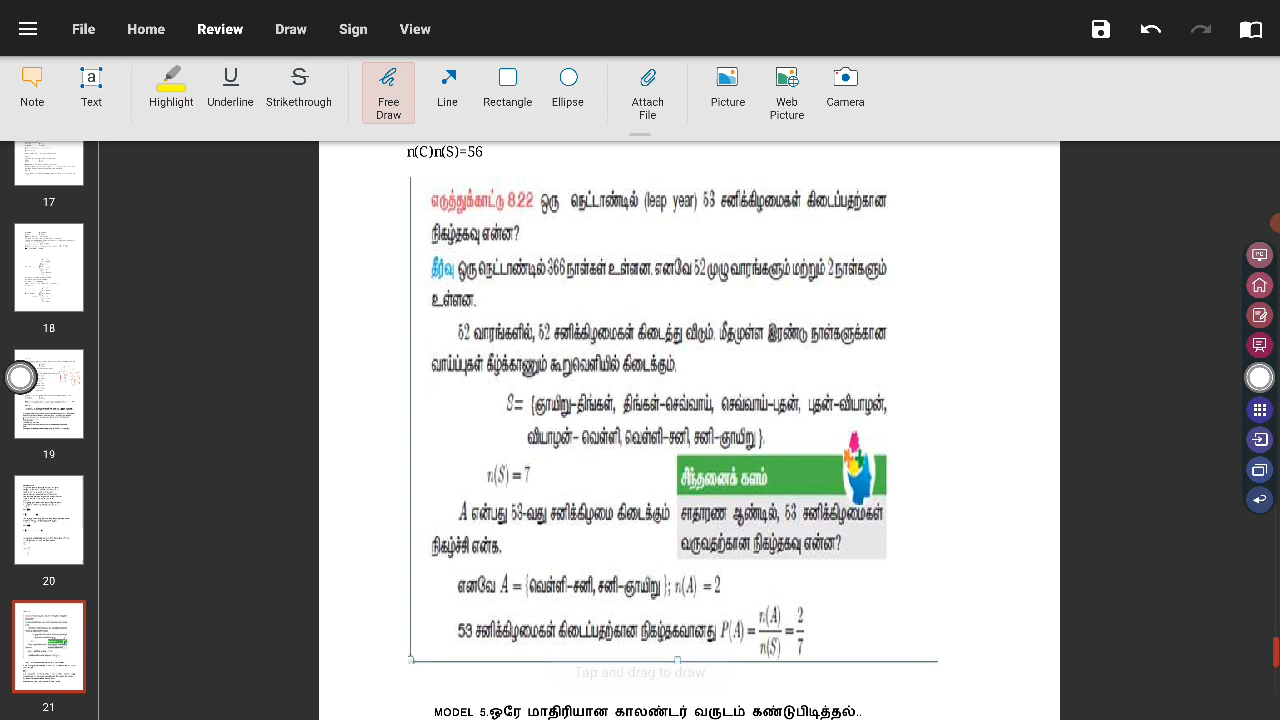 File Home Review Draw Sign View
Note Text Highlight Underline Strikethrough Free Draw Line Rectangle Ellipse Attach File Picture Web Picture Camera
n(C)n(S)=56
எடுத்துக்காட்டு 8.22 ஒரு நெட்டாண்டில் (leap year) 53 சனிக்கிழமைகள் கிடைப்பதற்கான
நிகழ்தகவு என்ன?
தீர்வு ஒரு நெட்டாண்டில் 366 நாள்கள் உள்ளன. எனவே 52 முழு வாரங்களும் மற்றும் 2 நாள்களும்
உள்ளன.
52 வாரங்களில், 52 சனிக்கிழமைகள் கிடைத்து விடும். மீதமுள்ள இரண்டு நாள்களுக்கான
வாய்ப்புகள் கீழ்க்காணும் கூறுவெளியில் கிடைக்கும்.
S= {ஞாயிறு-திங்கள், திங்கள்-செவ்வாய், செவ்வாய்-புதன், புதன்-வியாழன்,
வியாழன்- வெள்ளி, வெள்ளி-சனி, சனி-ஞாயிறு }.
n(S) = 7
சிந்தனைக் களம்
A என்பது 53-வது சனிக்கிழமை கிடைக்கும்
நிகழ்ச்சி என்க.
சாதாரண ஆண்டில், 53 சனிக்கிழமைகள்
வருவதற்கான நிகழ்தகவு என்ன?
எனவே A = {வெள்ளி-சனி, சனி-ஞாயிறு }; n(A) = 2
53 சனிக்கிழமைகள் கிடைப்பதற்கான நிகழ்தகவானது P(A) = n(A)/n(S) = 2/7
Tap and drag to draw
MODEL 5.ஒரே மாதிரியான காலண்டர் வருடம் கண்டுபிடித்தல்..
17
18
19
20
21